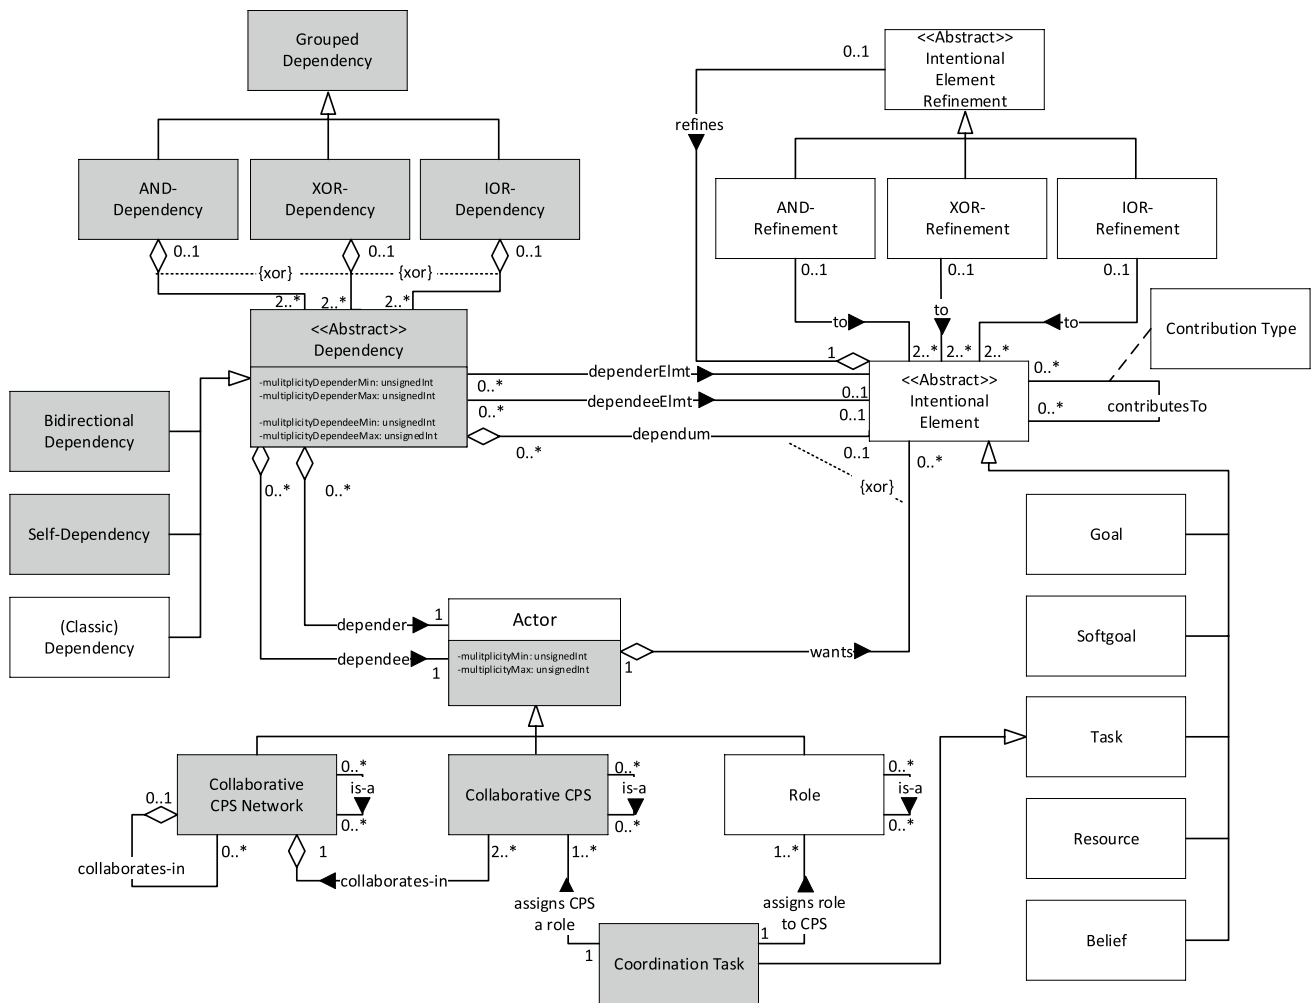 Grouped
Dependency
<<Abstract>>
Intentional
Element
Refinement
0..1
refines
AND-
Dependency
XOR-
Dependency
IOR-
Dependency
AND-
Refinement
XOR-
Refinement
IOR-
Refinement
0..1
0..1
0..1
{xor}
{xor}
0..1
0..1
0..1
2..*
2..*
2..*
to
to
to
Contribution Type
<<Abstract>>
Dependency
-mulitplicityDependerMin: unsignedInt
-multiplicityDependerMax: unsignedInt
-multiplicityDependeeMin: unsignedInt
-multiplicityDependeeMax: unsignedInt
1
2..*
2..*
2..*
0..*
dependerElmt
0..*
0..1
dependeeElmt
0..*
0..1
dependum
0..*
0..1
<<Abstract>>
Intentional
Element
0..*
contributesTo
0..*
{xor}
Bidirectional
Dependency
Self-Dependency
(Classic)
Dependency
0..*
0..*
Goal
Softgoal
Task
Resource
Belief
depender
1
dependee
1
Actor
-mulitplicityMin: unsignedInt
-multiplicityMax: unsignedInt
1
wants
Collaborative
CPS Network
0..*
is-a
0..*
Collaborative CPS
0..*
is-a
0..*
Role
0..*
is-a
0..*
0..1
0..*
collaborates-in
1
collaborates-in
2..*
1..*
1..*
assigns CPS
a role
assigns role
to CPS
1
1
Coordination Task